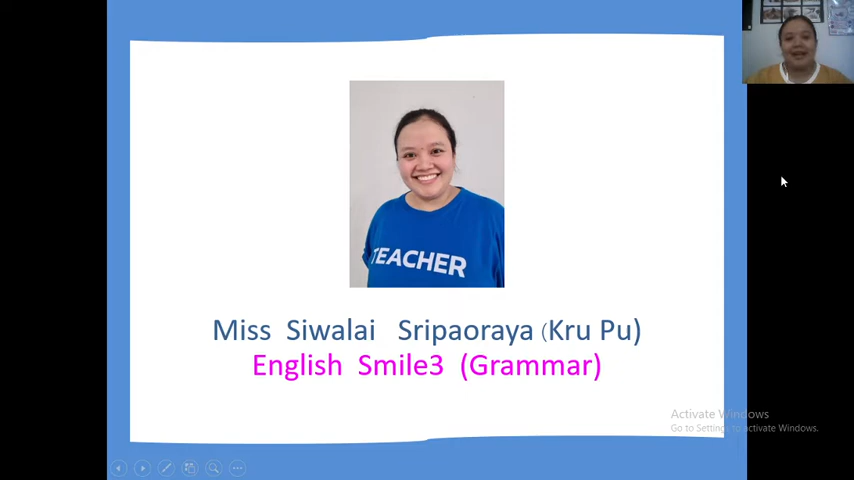 TEACHER
Miss Siwalai Sripaoraya (Kru Pu)
English Smile3 (Grammar)
Activate Windows
Go to Settings to activate Windows.